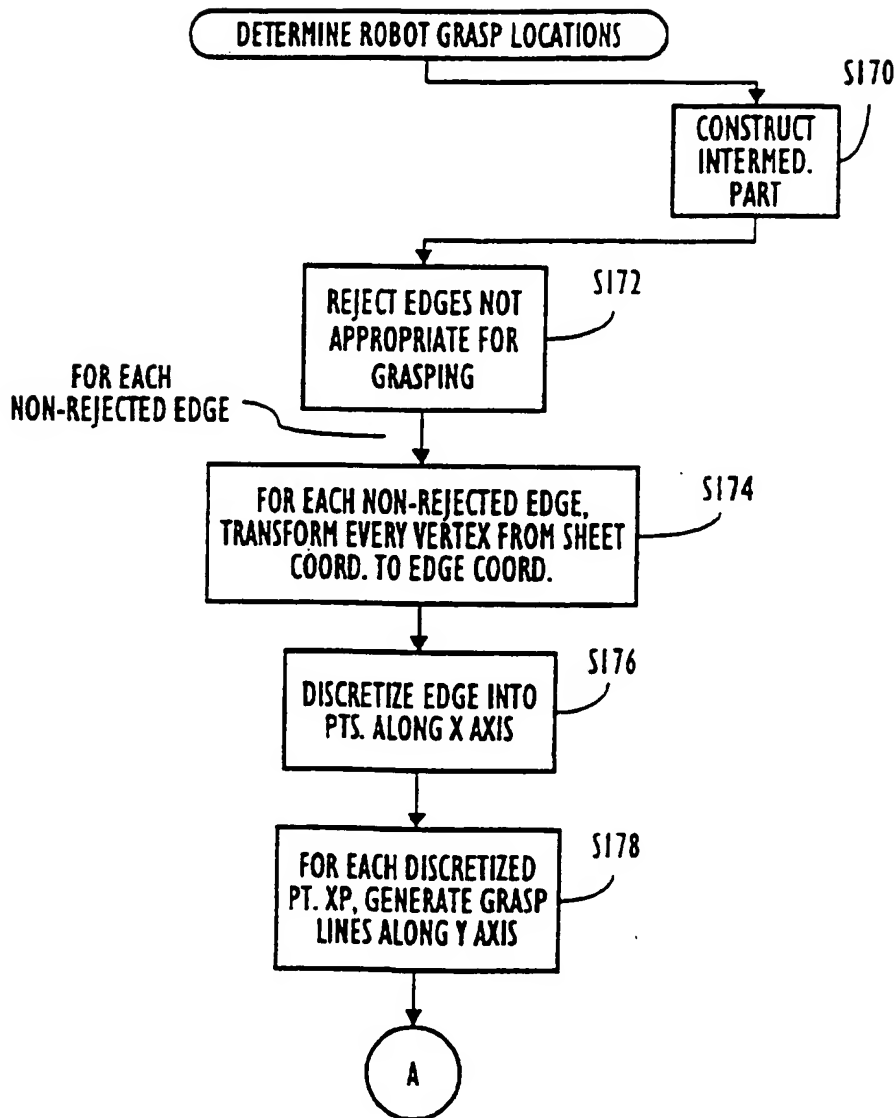 DETERMINE ROBOT GRASP LOCATIONS
S170
CONSTRUCT
INTERMED.
PART
S172
REJECT EDGES NOT
APPROPRIATE FOR
GRASPING
FOR EACH
NON-REJECTED EDGE
S174
FOR EACH NON-REJECTED EDGE,
TRANSFORM EVERY VERTEX FROM SHEET
COORD. TO EDGE COORD.
S176
DISCRETIZE EDGE INTO
PTS. ALONG X AXIS
S178
FOR EACH DISCRETIZED
PT. XP, GENERATE GRASP
LINES ALONG Y AXIS
A